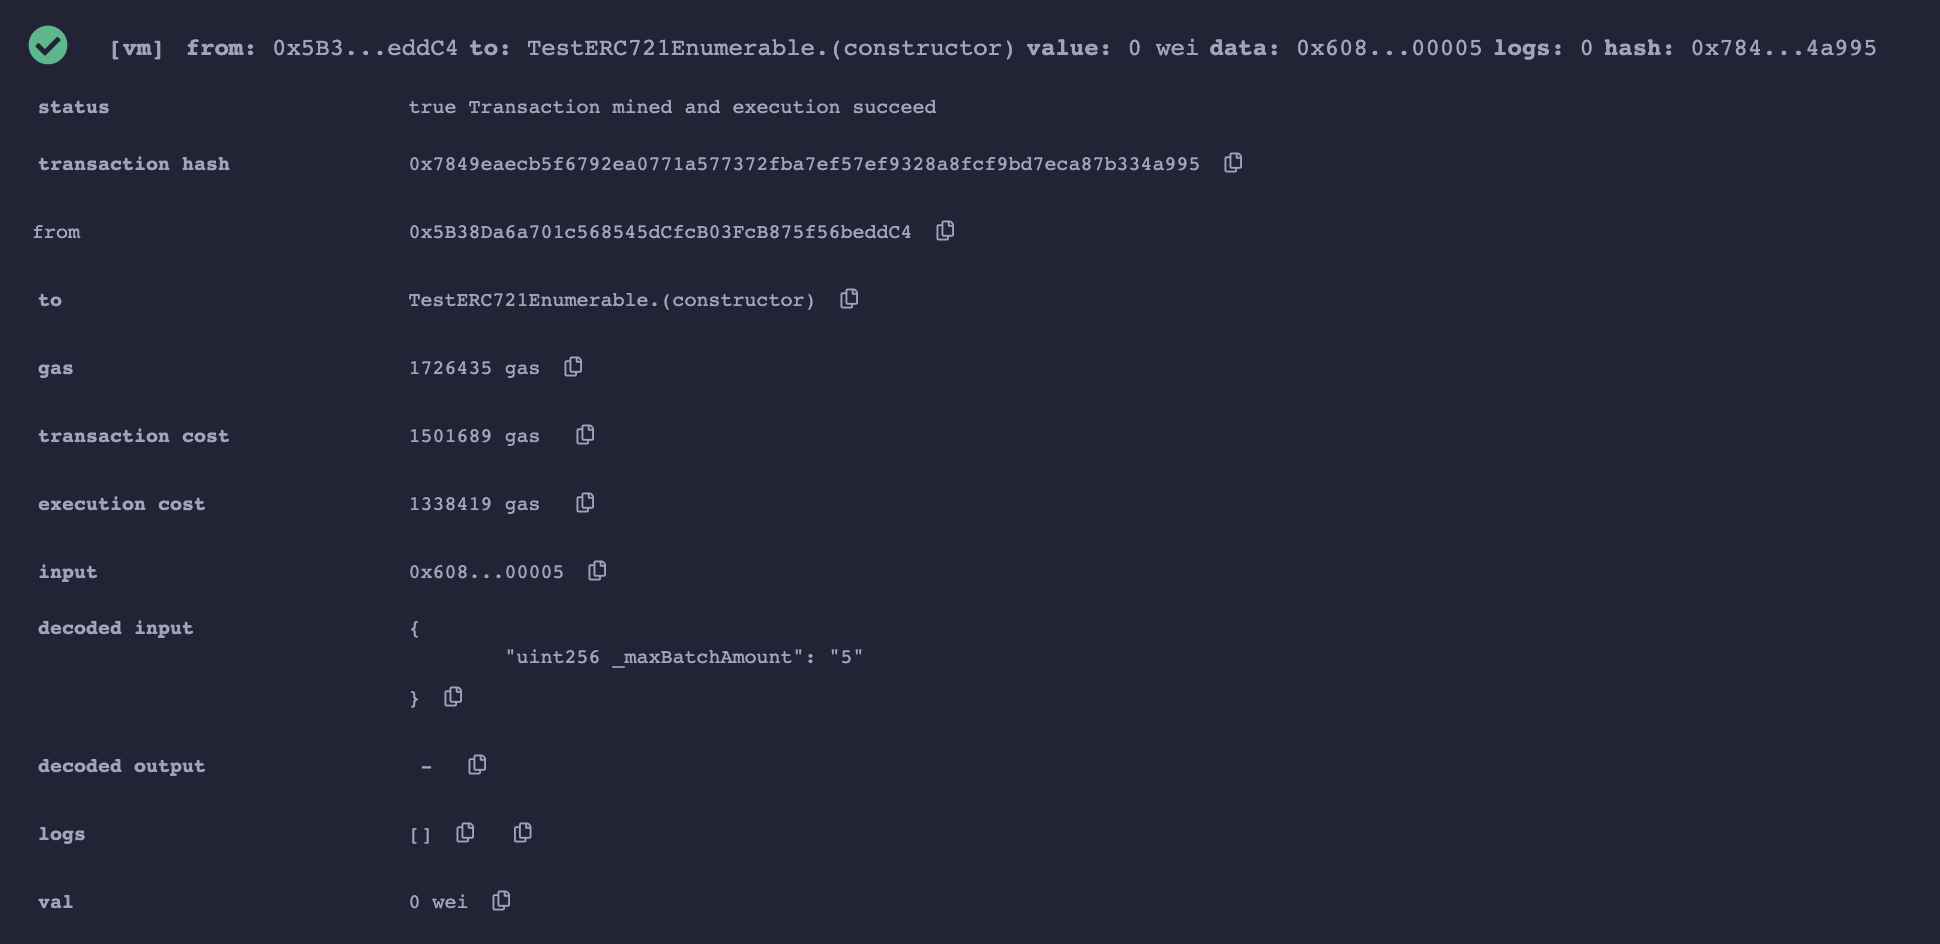 [vm] from: 0x5B3...eddC4 to: TestERC721Enumerable.(constructor) value: 0 wei data: 0x608...00005 logs: 0 hash: 0x784...4a995
status true Transaction mined and execution succeed
transaction hash 0x7849eaecb5f6792ea0771a577372fba7ef57ef9328a8fcf9bd7eca87b334a995
from 0x5B38Da6a701c568545dCfcB03FcB875f56beddC4
to TestERC721Enumerable.(constructor)
gas 1726435 gas
transaction cost 1501689 gas
execution cost 1338419 gas
input 0x608...00005
decoded input {
"uint256 _maxBatchAmount": "5"
}
decoded output -
logs []
val 0 wei